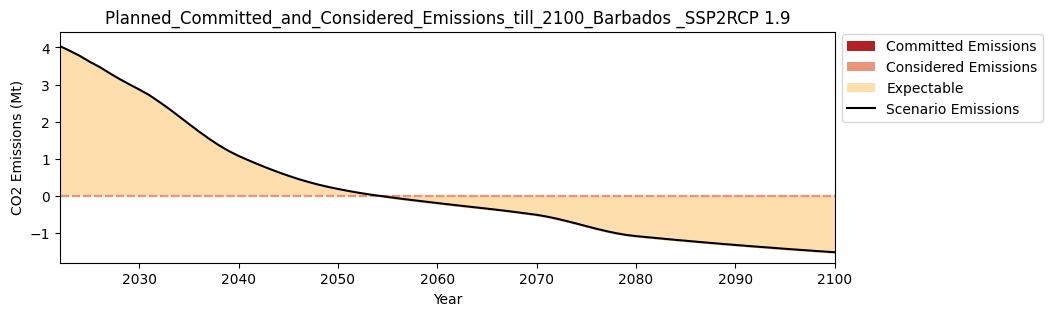 Planned_Committed_and_Considered_Emissions_till_2100_Barbados _SSP2RCP 1.9
Committed Emissions
Considered Emissions
Expectable
Scenario Emissions
CO2 Emissions (Mt)
4
3
2
1
0
−1
2030 2040 2050 2060 2070 2080 2090 2100
Year